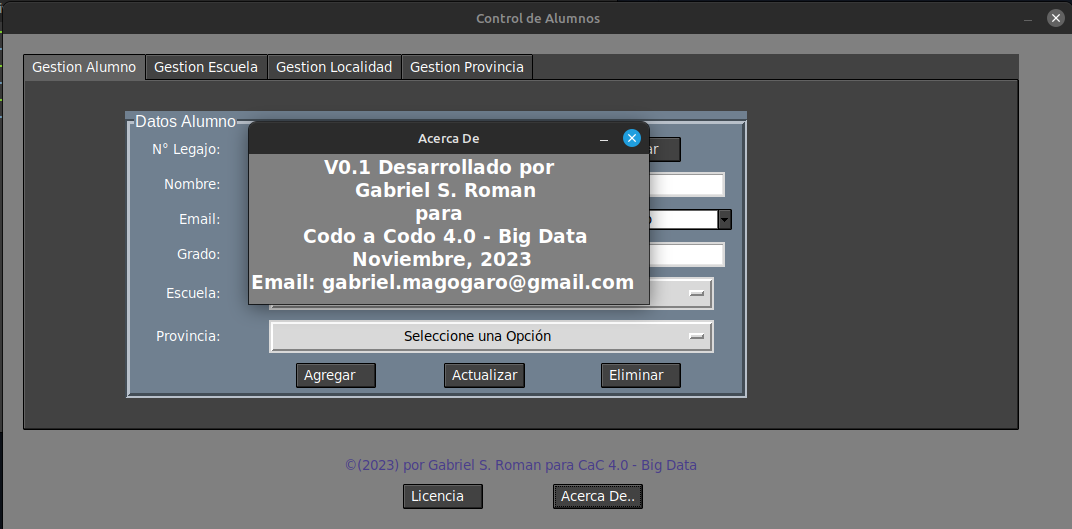 Control de Alumnos
Gestion Alumno
Gestion Escuela
Gestion Localidad
Gestion Provincia
Datos Alumno
Acerca De
V0.1 Desarrollado por
Gabriel S. Roman
para
Codo a Codo 4.0 - Big Data
Noviembre, 2023
Email: gabriel.magogaro@gmail.com
N° Legajo:
Nombre:
Email:
Grado:
Escuela:
Provincia:
Seleccione una Opción
Agregar
Actualizar
Eliminar
©(2023) por Gabriel S. Roman para CaC 4.0 - Big Data
Licencia
Acerca De..